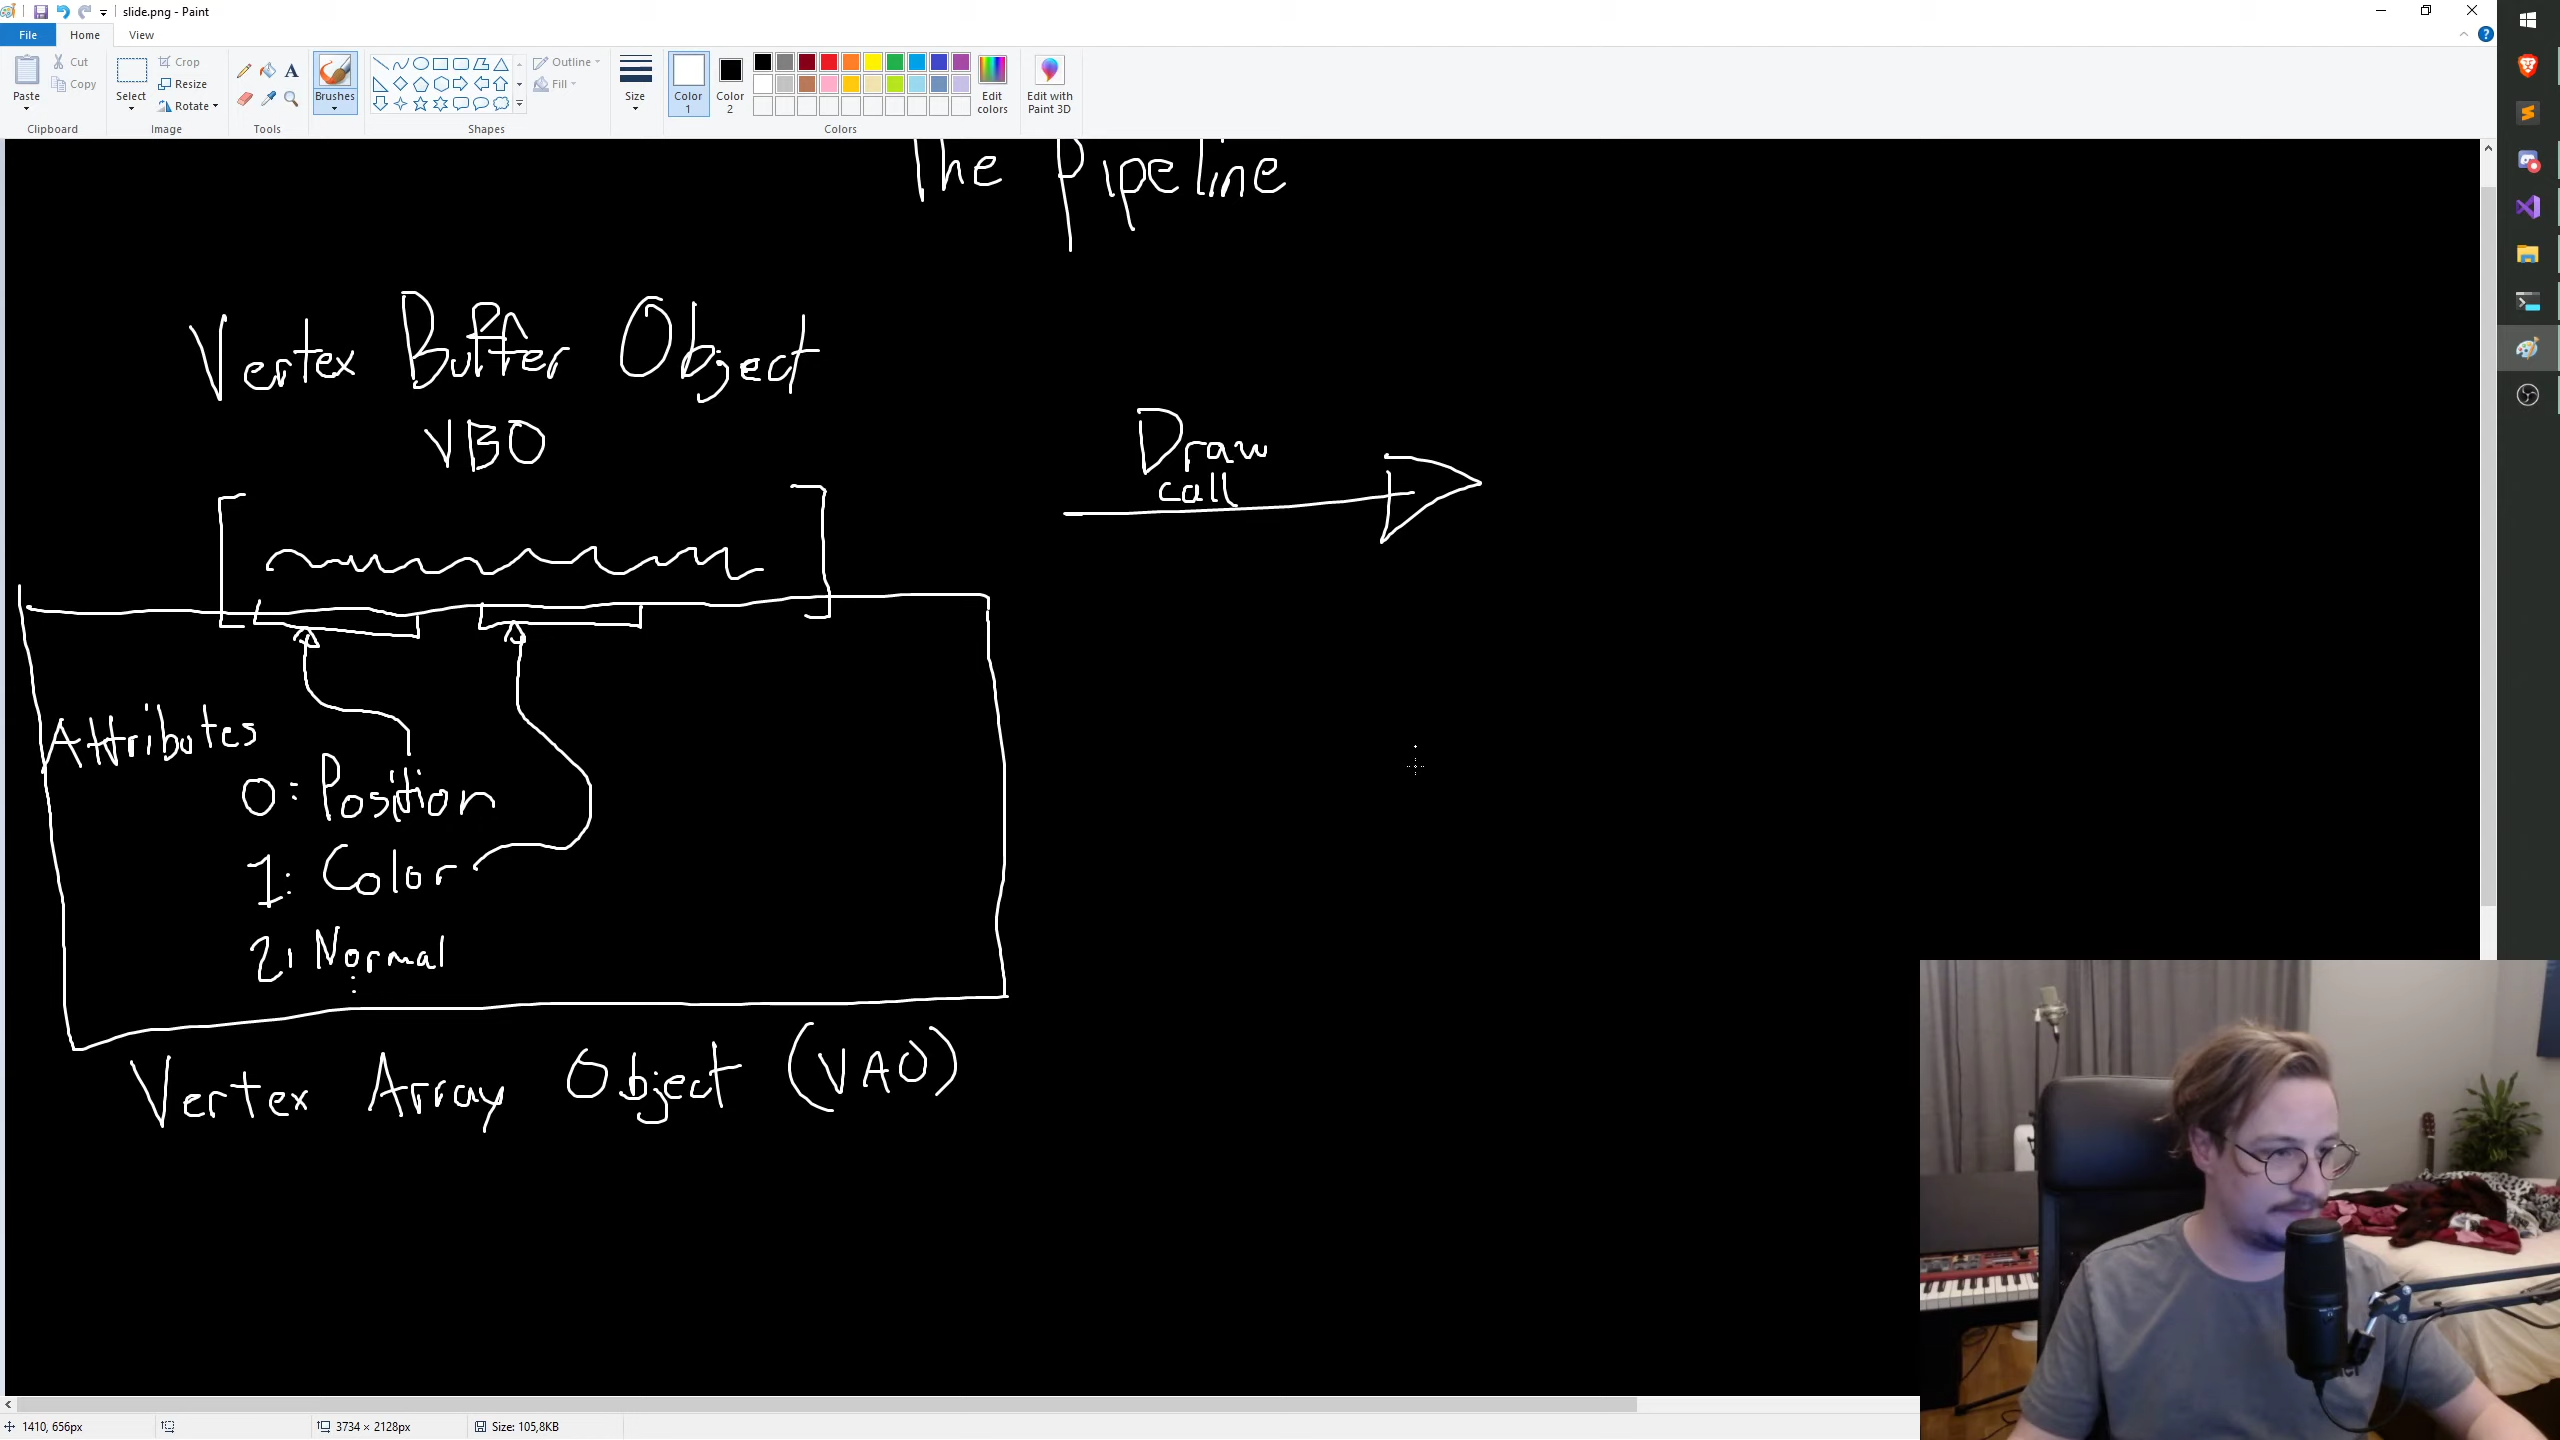 slide.png - Paint
File Home View
Paste
Cut
Copy
Clipboard
Select
Crop
Resize
Rotate
Image
Tools
Brushes
Shapes
Outline
Fill
Size
Color 1
Color 2
Edit colors
Colors
Edit with Paint 3D
The Pipeline
Vertex Buffer Object
VBO
Draw
call
Attributes
0: Position
1: Color
2: Normal
Vertex Array Object (VAO)
1410, 656px
3734 × 2128px
Size: 105,8KB